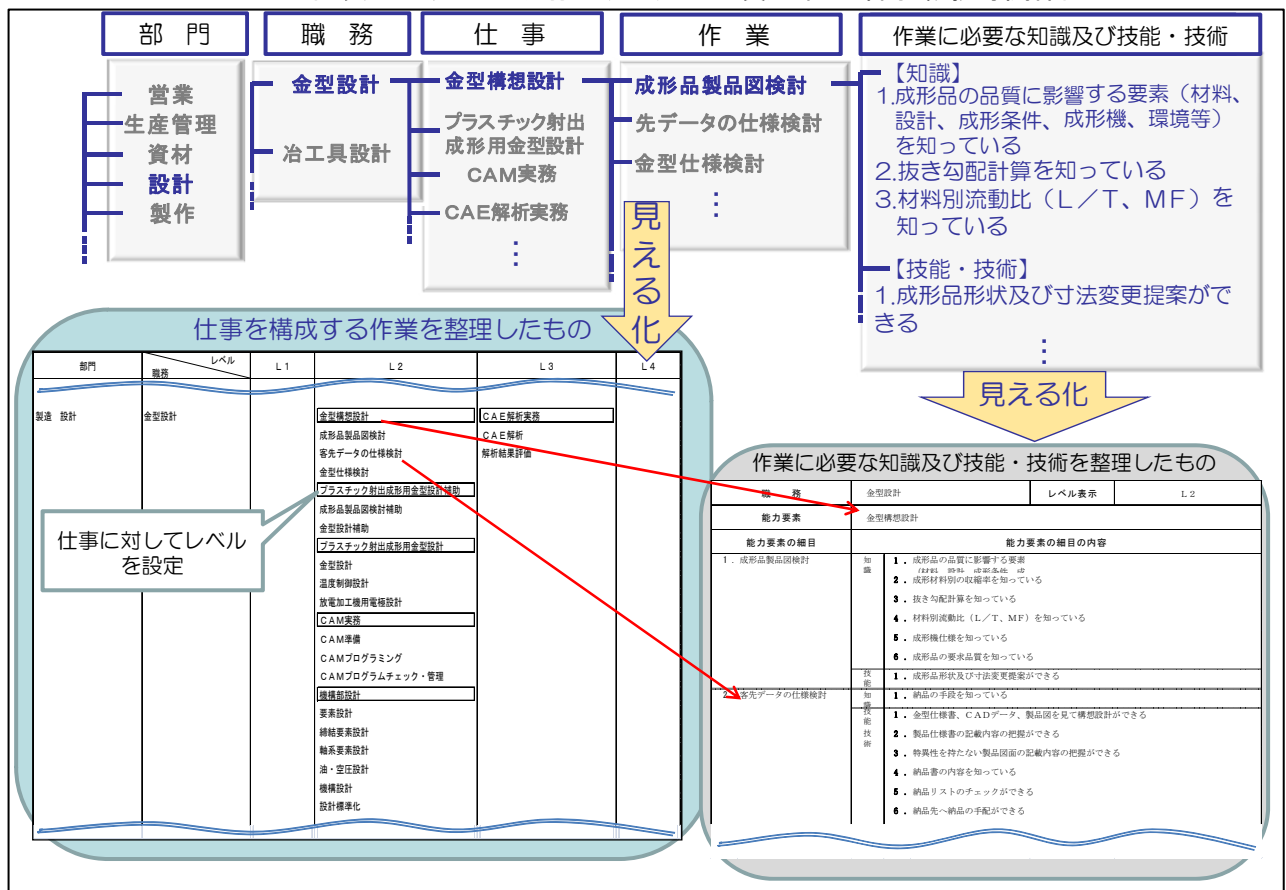 部　門
職　務
仕　事
作　業
作業に必要な知識及び技能・技術
営業
生産管理
資材
設計
製作
金型設計
冶工具設計
金型構想設計
プラスチック射出
成形用金型設計
CAM実務
CAE解析実務
⋮
成形品製品図検討
先データの仕様検討
金型仕様検討
⋮
【知識】
1.成形品の品質に影響する要素（材料、
設計、成形条件、成形機、環境等）
を知っている
2.抜き勾配計算を知っている
3.材料別流動比（L／T、MF）を
知っている
【技能・技術】
1.成形品形状及び寸法変更提案がで
きる
⋮
見える化
見える化
仕事を構成する作業を整理したもの
部門
レベル
職務
L1
L2
L3
L4
製造 設計
金型設計
金型構想設計
成形品製品図検討
客先データの仕様検討
金型仕様検討
プラスチック射出成形用金型設計補助
成形品製品図検討補助
金型設計補助
プラスチック射出成形用金型設計
金型設計
温度制御設計
放電加工機用電極設計
CAM実務
CAM準備
CAMプログラミング
CAMプログラムチェック・管理
機構部設計
要素設計
締結要素設計
軸系要素設計
油・空圧設計
機構設計
設計標準化
CAE解析実務
CAE解析
解析結果評価
仕事に対してレベル
を設定
作業に必要な知識及び技能・技術を整理したもの
職　務
金型設計
レベル表示
L2
能力要素
金型構想設計
能力要素の細目
能力要素の細目の内容
1．成形品製品図検討
知識
1．成形品の品質に影響する要素
2．成形材料別の収縮率を知っている
3．抜き勾配計算を知っている
4．材料別流動比（L／T、MF）を知っている
5．成形機仕様を知っている
6．成形品の要求品質を知っている
技能
1．成形品形状及び寸法変更提案ができる
2．客先データの仕様検討
知識
1．納品の手段を知っている
技能
技術
1．金型仕様書、CADデータ、製品図を見て構想設計ができる
2．製品仕様書の記載内容の把握ができる
3．特異性を持たない製品図面の記載内容の把握ができる
4．納品書の内容を知っている
5．納品リストのチェックができる
6．納品先へ納品の手配ができる